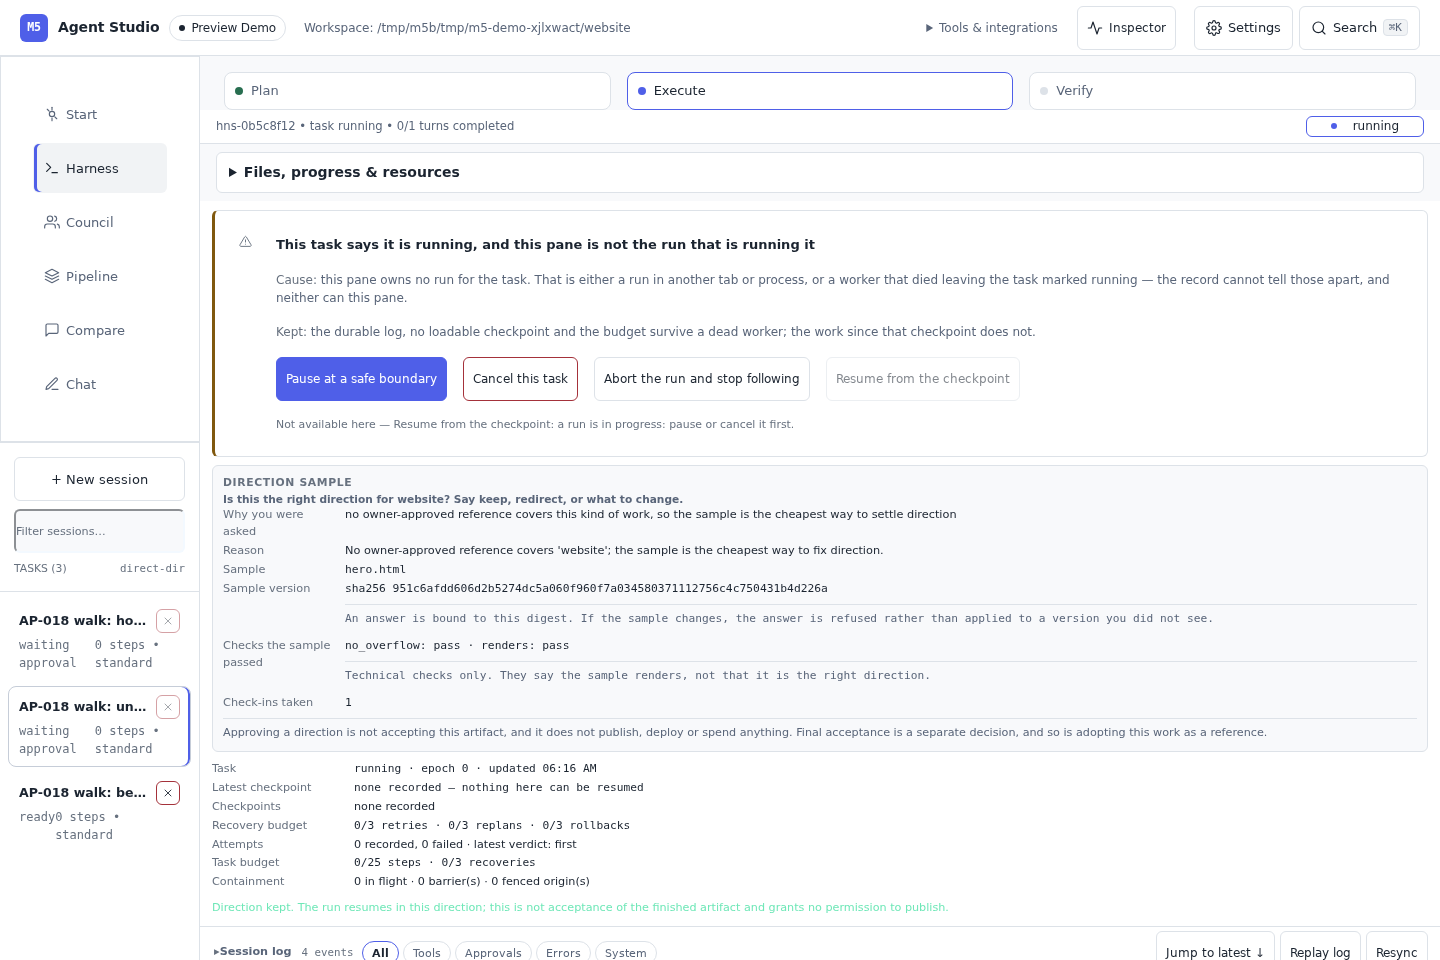 M5 Agent Studio Preview Demo Workspace: /tmp/m5b/tmp/m5-demo-xjlxwact/website ▶ Tools & integrations Inspector Settings Search ⌘K
Start
Harness
Council
Pipeline
Compare
Chat
+ New session
Filter sessions...
TASKS (3) direct-dir
AP-018 walk: ho… ×
waiting approval 0 steps • standard
AP-018 walk: un… ×
waiting approval 0 steps • standard
AP-018 walk: be… ×
ready 0 steps • standard
Plan Execute Verify
hns-0b5c8f12 • task running • 0/1 turns completed running
▶ Files, progress & resources
This task says it is running, and this pane is not the run that is running it
Cause: this pane owns no run for the task. That is either a run in another tab or process, or a worker that died leaving the task marked running — the record cannot tell those apart, and
neither can this pane.
Kept: the durable log, no loadable checkpoint and the budget survive a dead worker; the work since that checkpoint does not.
Pause at a safe boundary Cancel this task Abort the run and stop following Resume from the checkpoint
Not available here — Resume from the checkpoint: a run is in progress: pause or cancel it first.
DIRECTION SAMPLE
Is this the right direction for website? Say keep, redirect, or what to change.
Why you were asked no owner-approved reference covers this kind of work, so the sample is the cheapest way to settle direction
Reason No owner-approved reference covers 'website'; the sample is the cheapest way to fix direction.
Sample hero.html
Sample version sha256 951c6afdd606d2b5274dc5a060f960f7a034580371112756c4c750431b4d226a
An answer is bound to this digest. If the sample changes, the answer is refused rather than applied to a version you did not see.
Checks the sample passed no_overflow: pass · renders: pass
Technical checks only. They say the sample renders, not that it is the right direction.
Check-ins taken 1
Approving a direction is not accepting this artifact, and it does not publish, deploy or spend anything. Final acceptance is a separate decision, and so is adopting this work as a reference.
Task running · epoch 0 · updated 06:16 AM
Latest checkpoint none recorded — nothing here can be resumed
Checkpoints none recorded
Recovery budget 0/3 retries · 0/3 replans · 0/3 rollbacks
Attempts 0 recorded, 0 failed · latest verdict: first
Task budget 0/25 steps · 0/3 recoveries
Containment 0 in flight · 0 barrier(s) · 0 fenced origin(s)
Direction kept. The run resumes in this direction; this is not acceptance of the finished artifact and grants no permission to publish.
▸Session log 4 events All Tools Approvals Errors System Jump to latest ↓ Replay log Resync